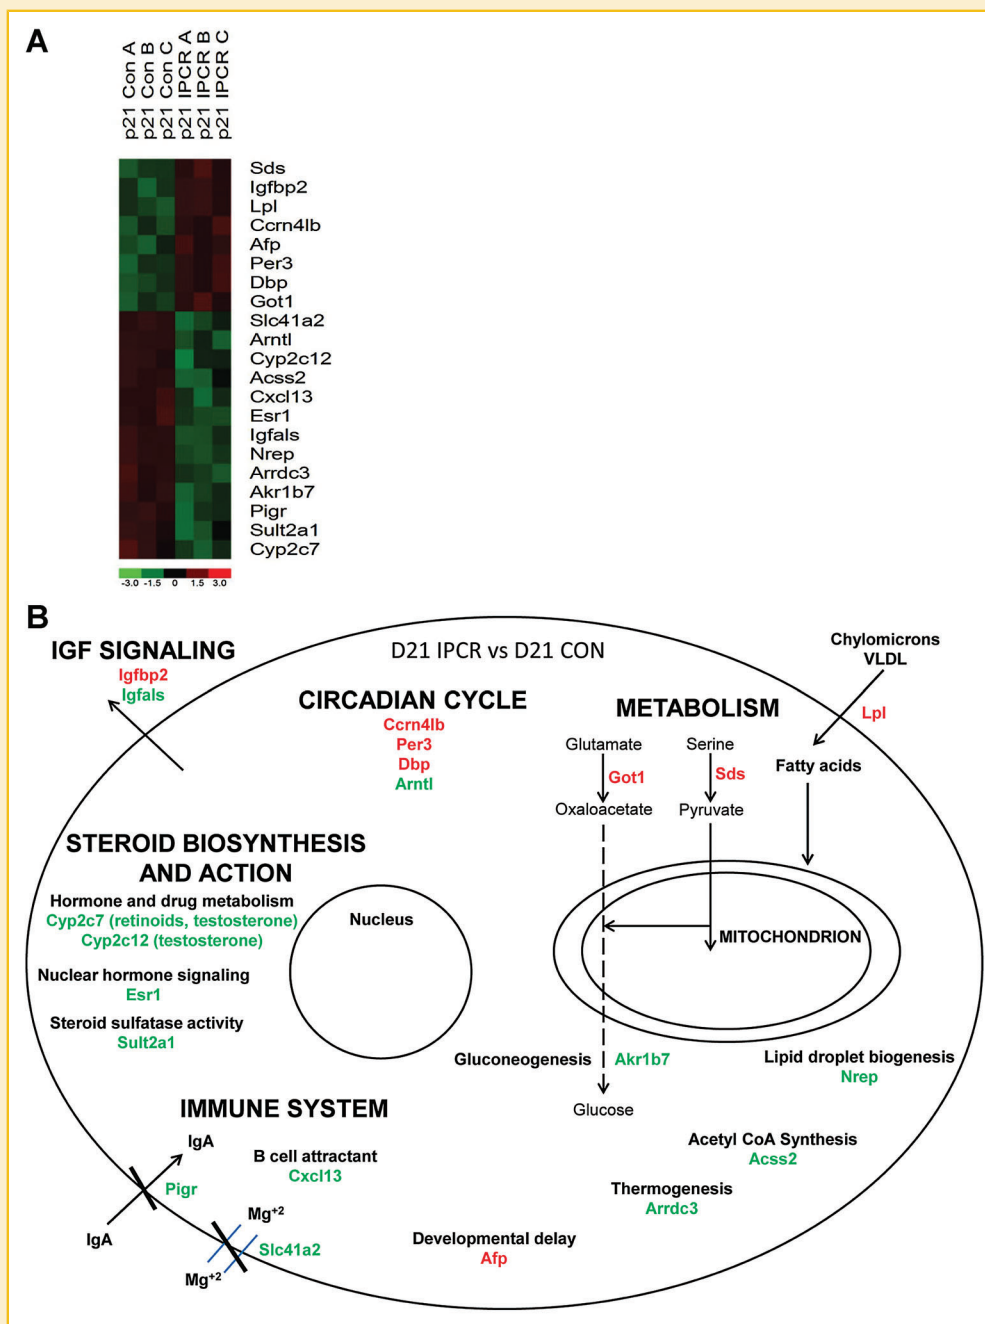 A
p21 Con A
p21 Con B
p21 Con C
p21 IPCR A
p21 IPCR B
p21 IPCR C
Sds
Igfbp2
Lpl
Ccrn4lb
Afp
Per3
Dbp
Got1
Slc41a2
Arntl
Cyp2c12
Acss2
Cxcl13
Esr1
Igfals
Nrep
Arrdc3
Akr1b7
Pigr
Sult2a1
Cyp2c7
-3.0 -1.5 0 1.5 3.0
B
D21 IPCR vs D21 CON
IGF SIGNALING
Igfbp2
Igfals
CIRCADIAN CYCLE
Ccrn4lb
Per3
Dbp
Arntl
METABOLISM
Glutamate
Got1
Oxaloacetate
Serine
Sds
Pyruvate
Chylomicrons
VLDL
Lpl
Fatty acids
STEROID BIOSYNTHESIS
AND ACTION
Hormone and drug metabolism
Cyp2c7 (retinoids, testosterone)
Cyp2c12 (testosterone)
Nuclear hormone signaling
Esr1
Steroid sulfatase activity
Sult2a1
Nucleus
MITOCHONDRION
Gluconeogenesis
Akr1b7
Glucose
Lipid droplet biogenesis
Nrep
IMMUNE SYSTEM
IgA
Pigr
IgA
B cell attractant
Cxcl13
Mg+2
Slc41a2
Mg+2
Acetyl CoA Synthesis
Acss2
Thermogenesis
Arrdc3
Developmental delay
Afp